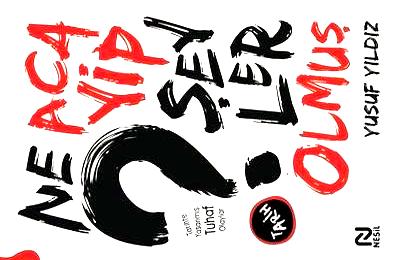 NE ACA
YİP
ŞEY
LER
OLMUŞ
?
Tarihte
Yaşanmış
Tuhaf
Olaylar
TARİH
YUSUF YILDIZ
NESİL